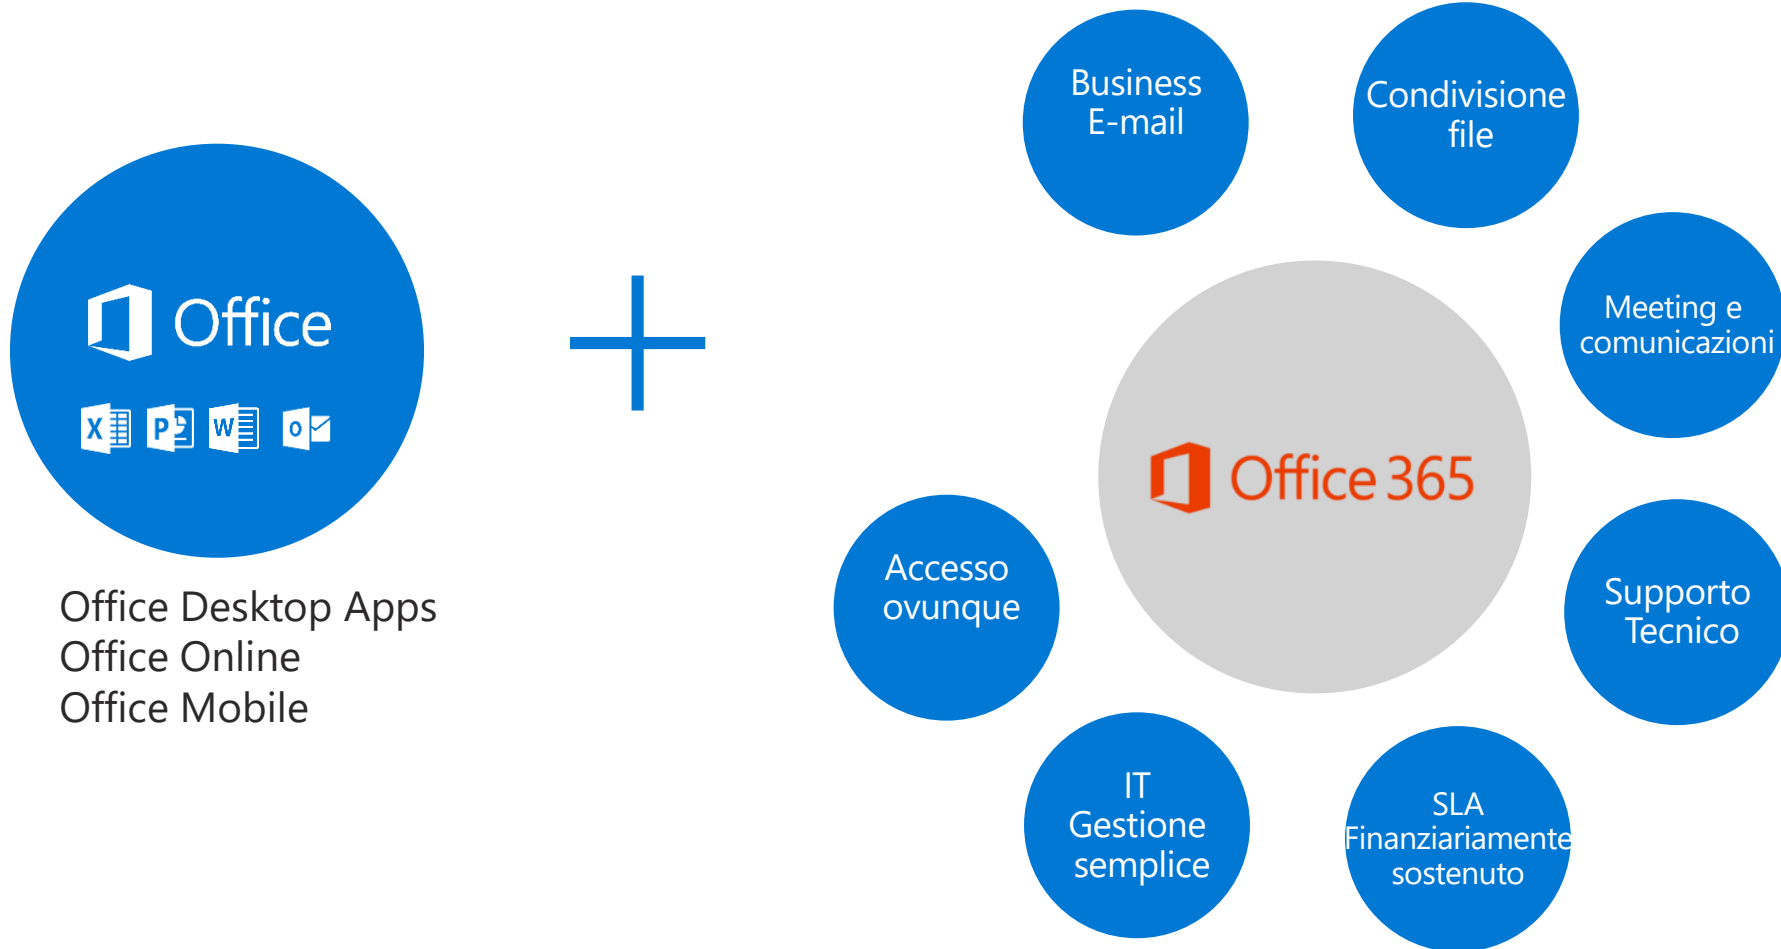 Office
X P W O
Office Desktop Apps
Office Online
Office Mobile
Business
E-mail
Condivisione
file
Meeting e
comunicazioni
Office 365
Accesso
ovunque
Supporto
Tecnico
IT
Gestione
semplice
SLA
Finanziariamente
sostenuto